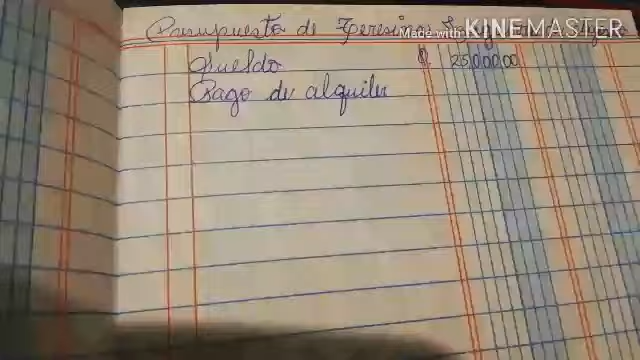 Presupuesto de Teresina
Made with KINEMASTER
Sueldo ₡ 25,000.00
Pago de alquiler